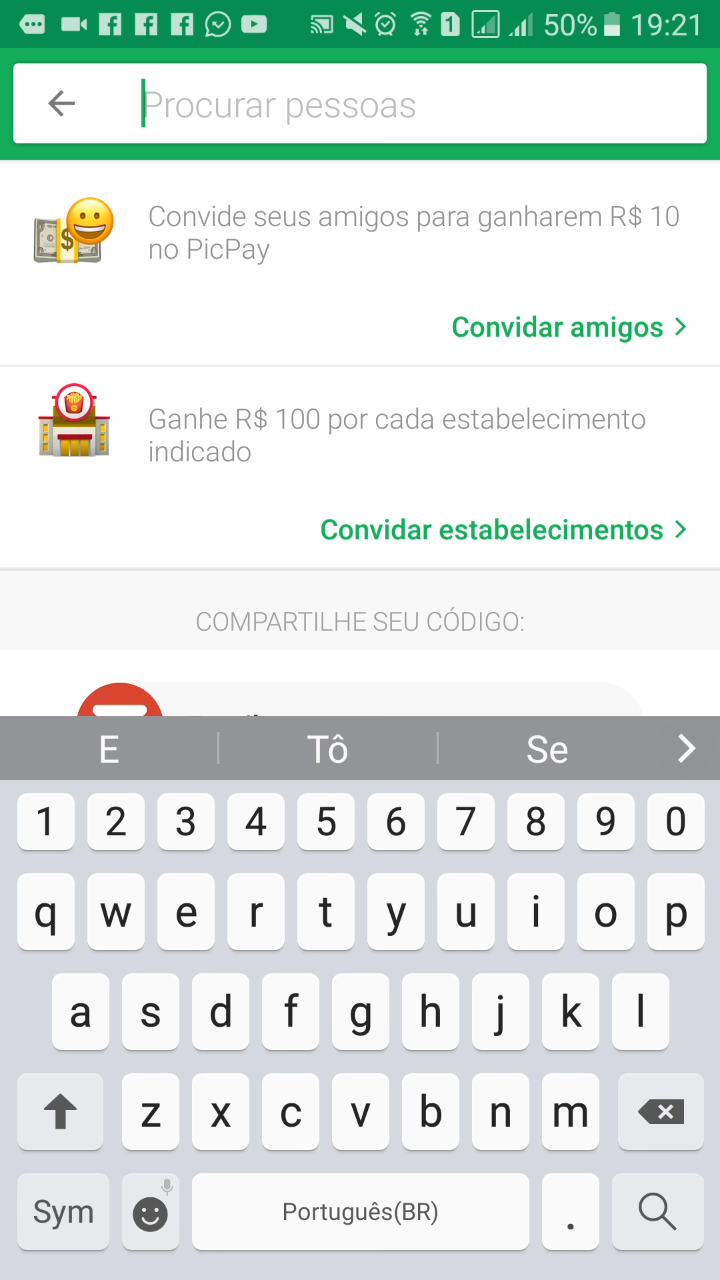 50% 19:21
Procurar pessoas
Convide seus amigos para ganharem R$ 10
no PicPay
Convidar amigos
Ganhe R$ 100 por cada estabelecimento
indicado
Convidar estabelecimentos
COMPARTILHE SEU CÓDIGO:
E Tô Se
1 2 3 4 5 6 7 8 9 0
q w e r t y u i o p
a s d f g h j k l
z x c v b n m
Sym Português(BR) .